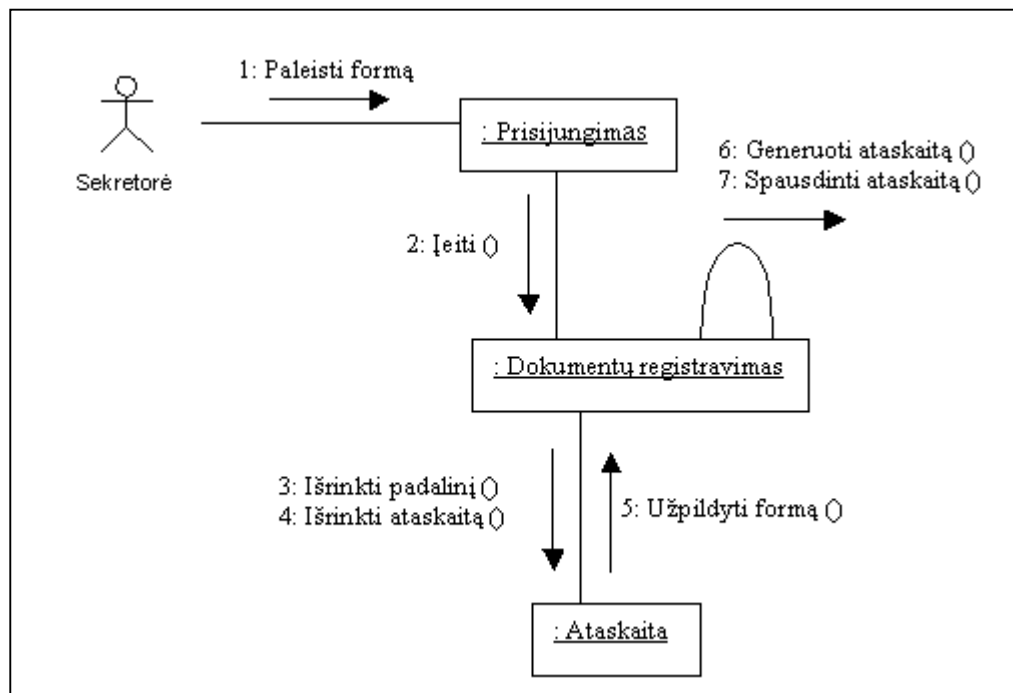 1: Paleisti formą
: Prisijungimas
Sekretorė
6: Generuoti ataskaitą ()
7: Spausdinti ataskaitą ()
2: Įeiti ()
: Dokumentų registravimas
3: Išrinkti padalinį ()
4: Išrinkti ataskaitą ()
5: Užpildyti formą ()
: Ataskaita